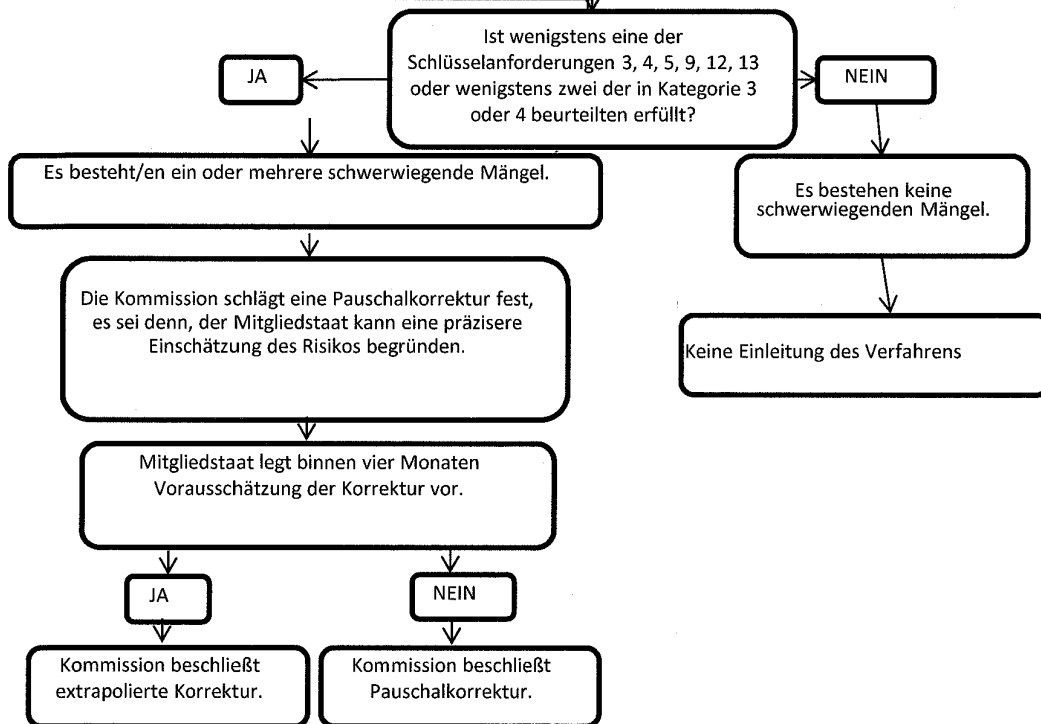 Ist wenigstens eine der
Schlüsselanforderungen 3, 4, 5, 9, 12, 13
oder wenigstens zwei der in Kategorie 3
oder 4 beurteilten erfüllt?
JA
NEIN
Es besteht/en ein oder mehrere schwerwiegende Mängel.
Es bestehen keine
schwerwiegenden Mängel.
Die Kommission schlägt eine Pauschalkorrektur fest,
es sei denn, der Mitgliedstaat kann eine präzisere
Einschätzung des Risikos begründen.
Keine Einleitung des Verfahrens
Mitgliedstaat legt binnen vier Monaten
Vorausschätzung der Korrektur vor.
JA
NEIN
Kommission beschließt
extrapolierte Korrektur.
Kommission beschließt
Pauschalkorrektur.